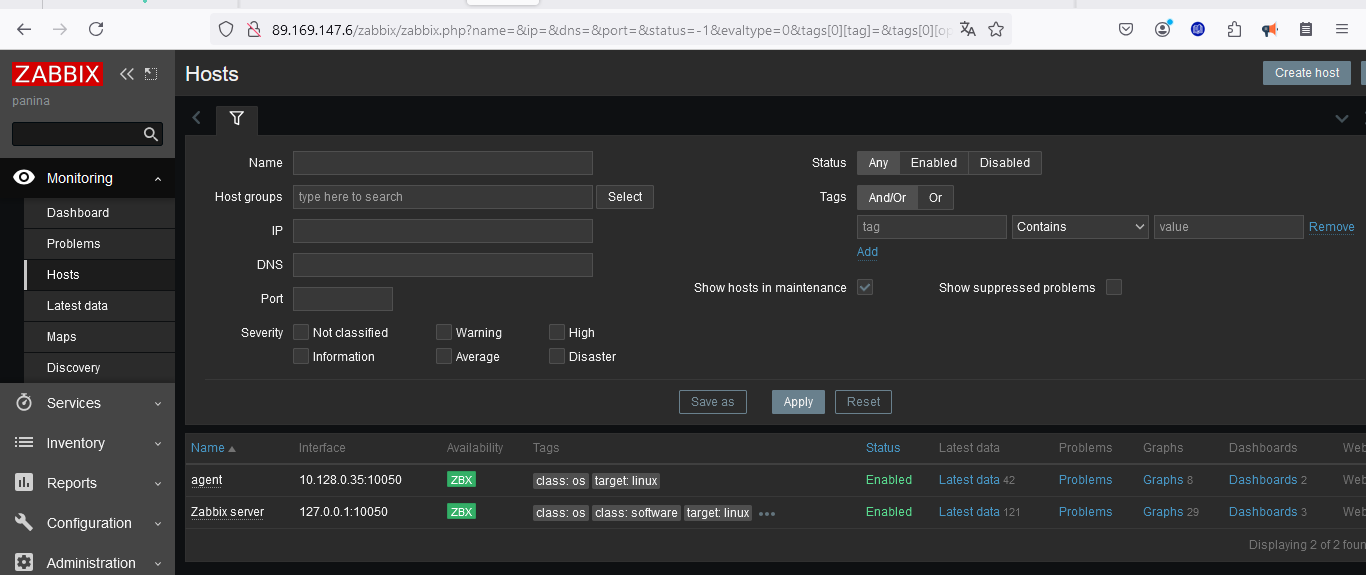 89.169.147.6/zabbix/zabbix.php?name=&ip=&dns=&port=&status=-1&evaltype=0&tags[0][tag]=&tags[0][op
ZABBIX
panina
Monitoring
Dashboard
Problems
Hosts
Latest data
Maps
Discovery
Services
Inventory
Reports
Configuration
Administration
Hosts
Create host
Name
Host groups type here to search Select
IP
DNS
Port
Severity Not classified Warning High
Information Average Disaster
Status Any Enabled Disabled
Tags And/Or Or
tag Contains value Remove
Add
Show hosts in maintenance Show suppressed problems
Save as Apply Reset
Name Interface Availability Tags Status Latest data Problems Graphs Dashboards Web
agent 10.128.0.35:10050 ZBX class: os target: linux Enabled Latest data 42 Problems Graphs 8 Dashboards 2 Web
Zabbix server 127.0.0.1:10050 ZBX class: os class: software target: linux ••• Enabled Latest data 121 Problems Graphs 29 Dashboards 3 Web
Displaying 2 of 2 foun